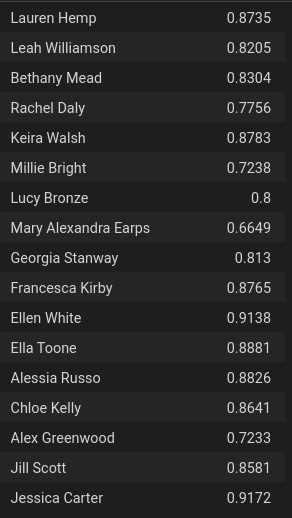 Lauren Hemp 0.8735
Leah Williamson 0.8205
Bethany Mead 0.8304
Rachel Daly 0.7756
Keira Walsh 0.8783
Millie Bright 0.7238
Lucy Bronze 0.8
Mary Alexandra Earps 0.6649
Georgia Stanway 0.813
Francesca Kirby 0.8765
Ellen White 0.9138
Ella Toone 0.8881
Alessia Russo 0.8826
Chloe Kelly 0.8641
Alex Greenwood 0.7233
Jill Scott 0.8581
Jessica Carter 0.9172